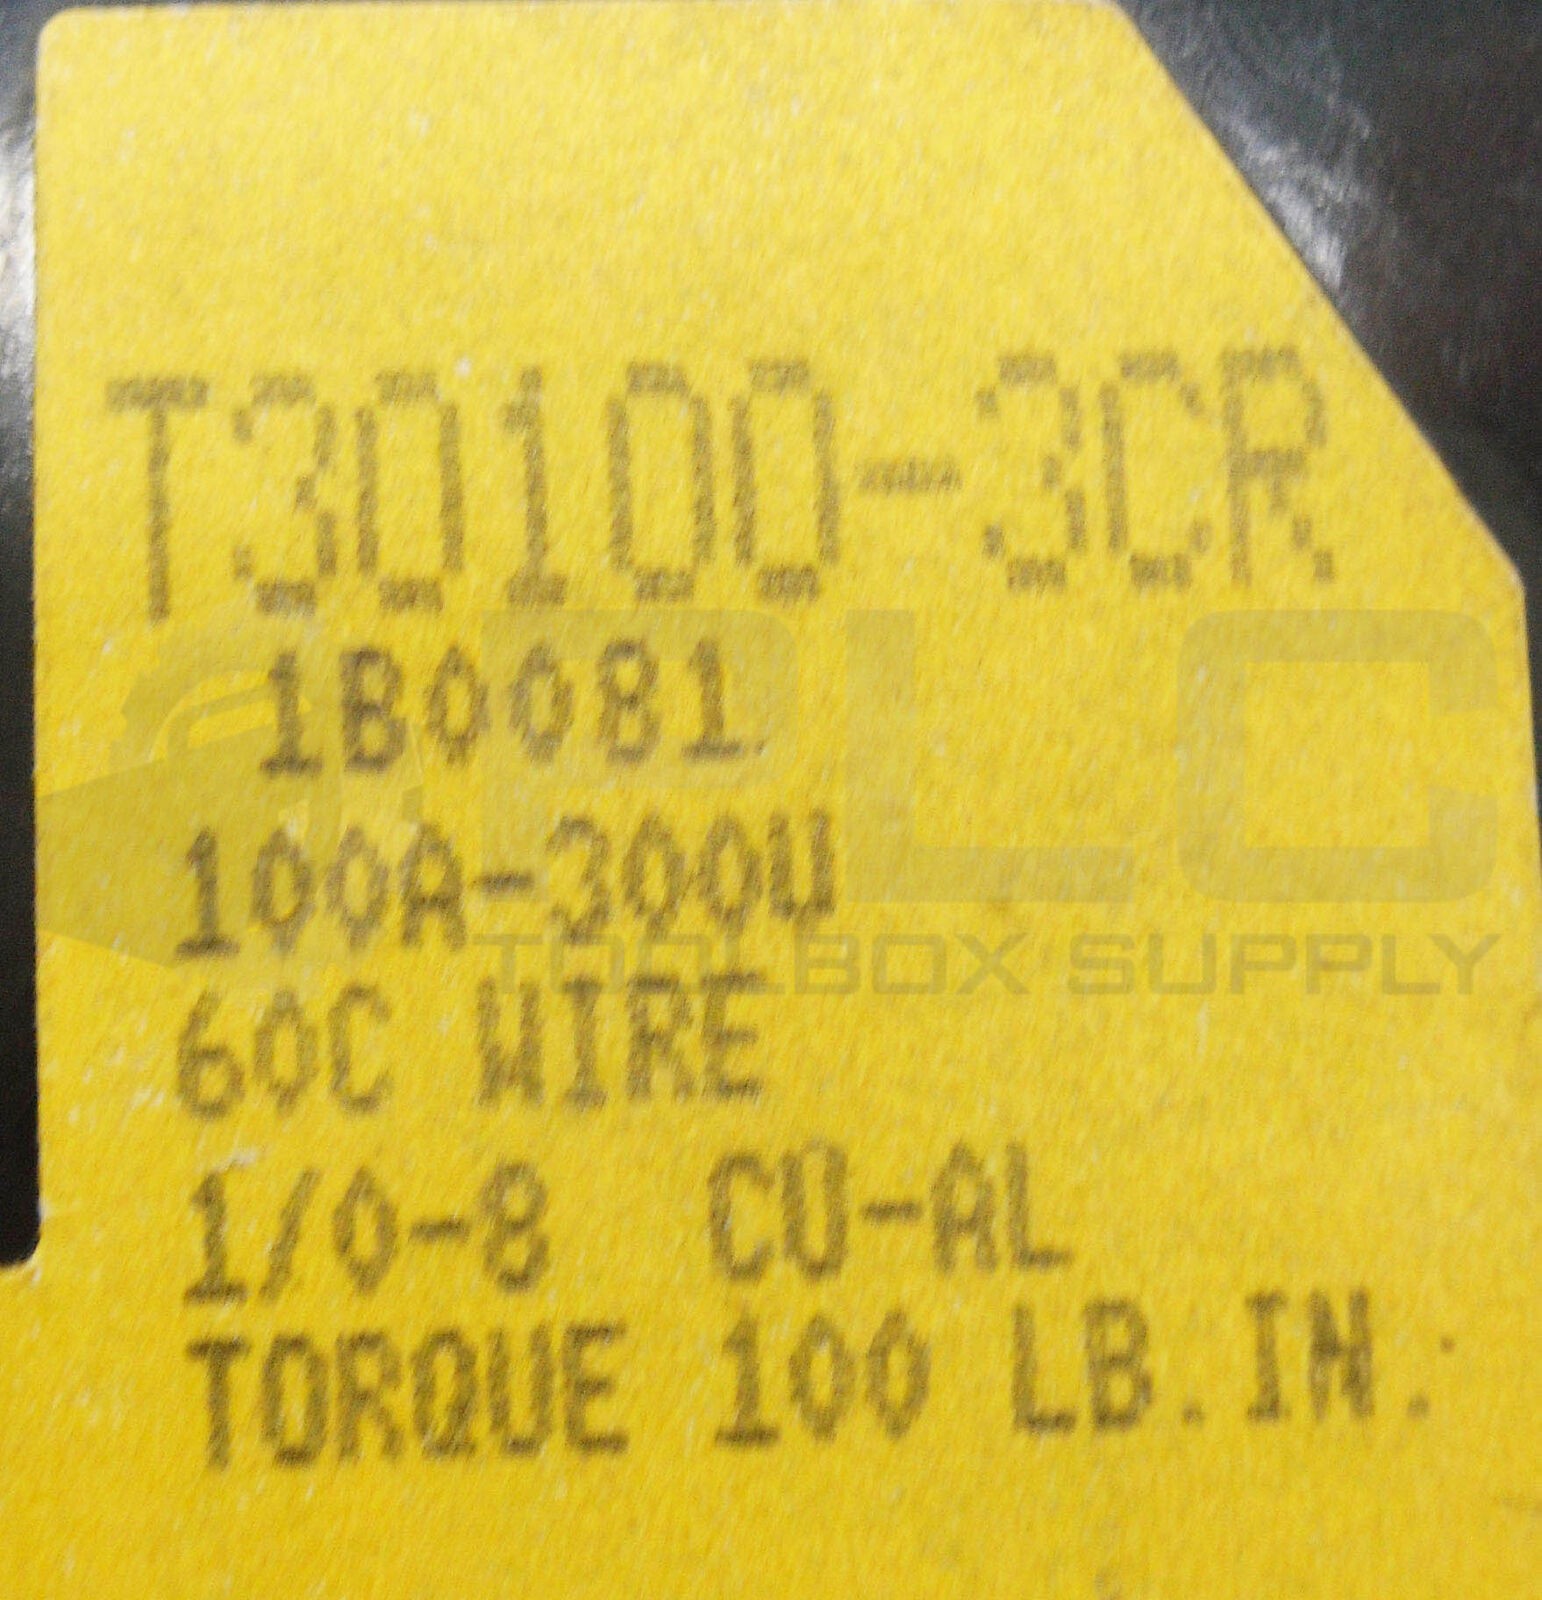 T30100-3CR
1B0081
100A-300V
60C WIRE
1/0-8 CU-AL
TORQUE 100 LB.IN.
PLC
TOOLBOX SUPPLY